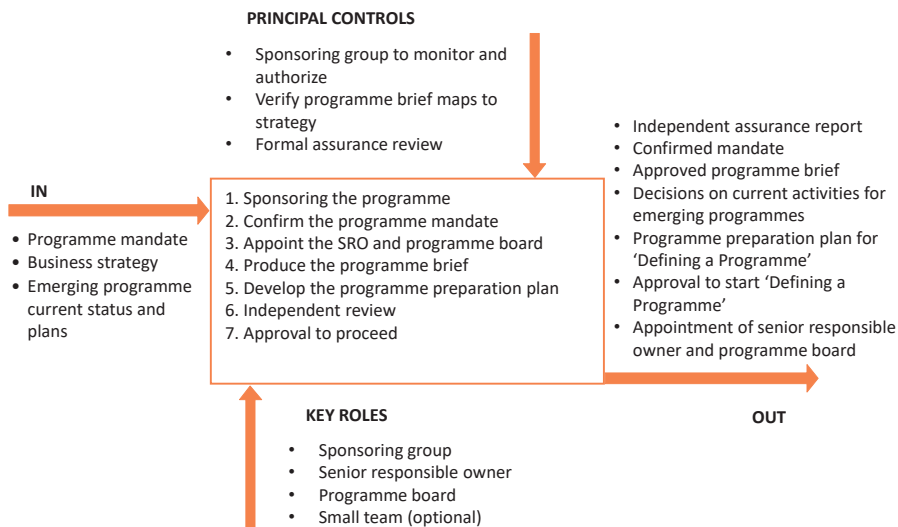 PRINCIPAL CONTROLS
• Sponsoring group to monitor and
authorize
• Verify programme brief maps to
strategy
• Formal assurance review
IN
• Programme mandate
• Business strategy
• Emerging programme
current status and
plans
1. Sponsoring the programme
2. Confirm the programme mandate
3. Appoint the SRO and programme board
4. Produce the programme brief
5. Develop the programme preparation plan
6. Independent review
7. Approval to proceed
• Independent assurance report
• Confirmed mandate
• Approved programme brief
• Decisions on current activities for
emerging programmes
• Programme preparation plan for
‘Defining a Programme’
• Approval to start ‘Defining a
Programme’
• Appointment of senior responsible
owner and programme board
OUT
KEY ROLES
• Sponsoring group
• Senior responsible owner
• Programme board
• Small team (optional)